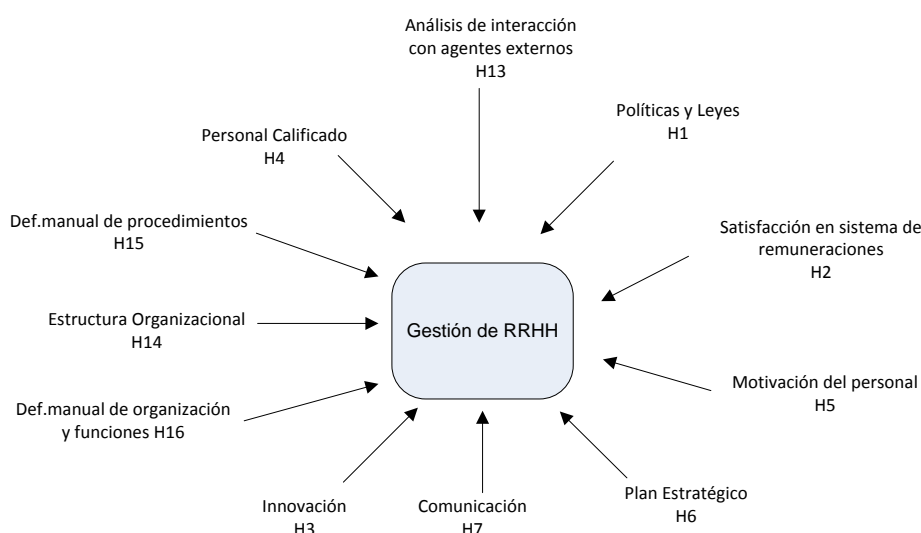 Análisis de interacción
con agentes externos
H13
Políticas y Leyes
H1
Personal Calificado
H4
Def.manual de procedimientos
H15
Satisfacción en sistema de
remuneraciones
H2
Estructura Organizacional
H14
Gestión de RRHH
Motivación del personal
H5
Def.manual de organización
y funciones H16
Plan Estratégico
H6
Innovación
H3
Comunicación
H7